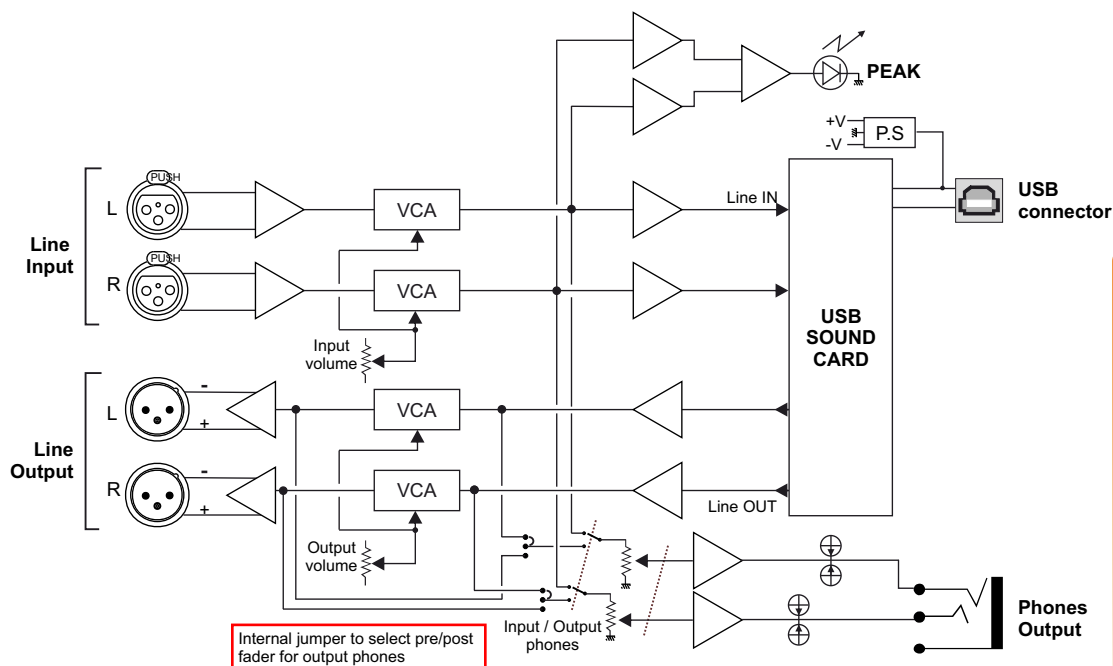 PEAK
+V
-V
P.S
USB
connector
Line
Input
L
PUSH
R
PUSH
VCA
VCA
Line IN
Input
volume
USB
SOUND
CARD
Line
Output
L
-
+
R
-
+
VCA
VCA
Line OUT
Output
volume
Input / Output
phones
Phones
Output
Internal jumper to select pre/post
fader for output phones